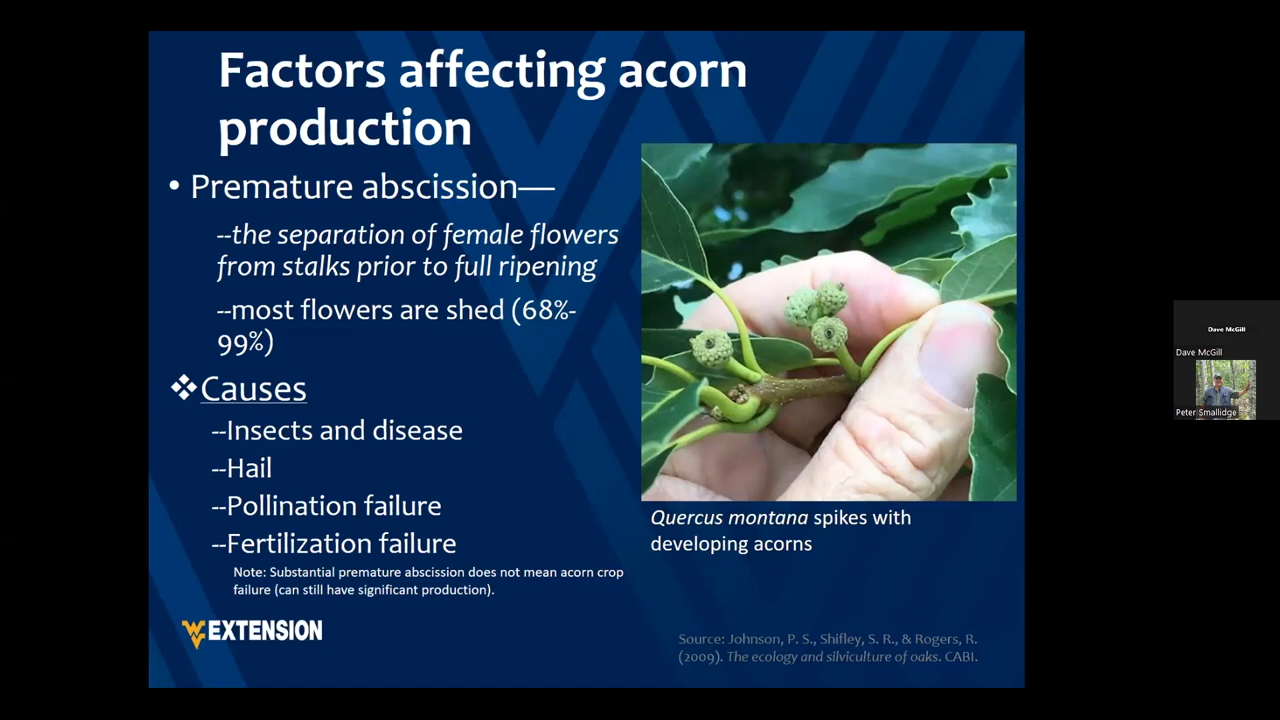 Factors affecting acorn
production
• Premature abscission—
--the separation of female flowers
from stalks prior to full ripening
--most flowers are shed (68%-
99%)
❖Causes
--Insects and disease
--Hail
--Pollination failure
--Fertilization failure
Note: Substantial premature abscission does not mean acorn crop
failure (can still have significant production).
WV EXTENSION
Quercus montana spikes with
developing acorns
Source: Johnson, P. S., Shifley, S. R., & Rogers, R.
(2009). The ecology and silviculture of oaks. CABI.
Dave McGill
Dave McGill
Peter Smallidge